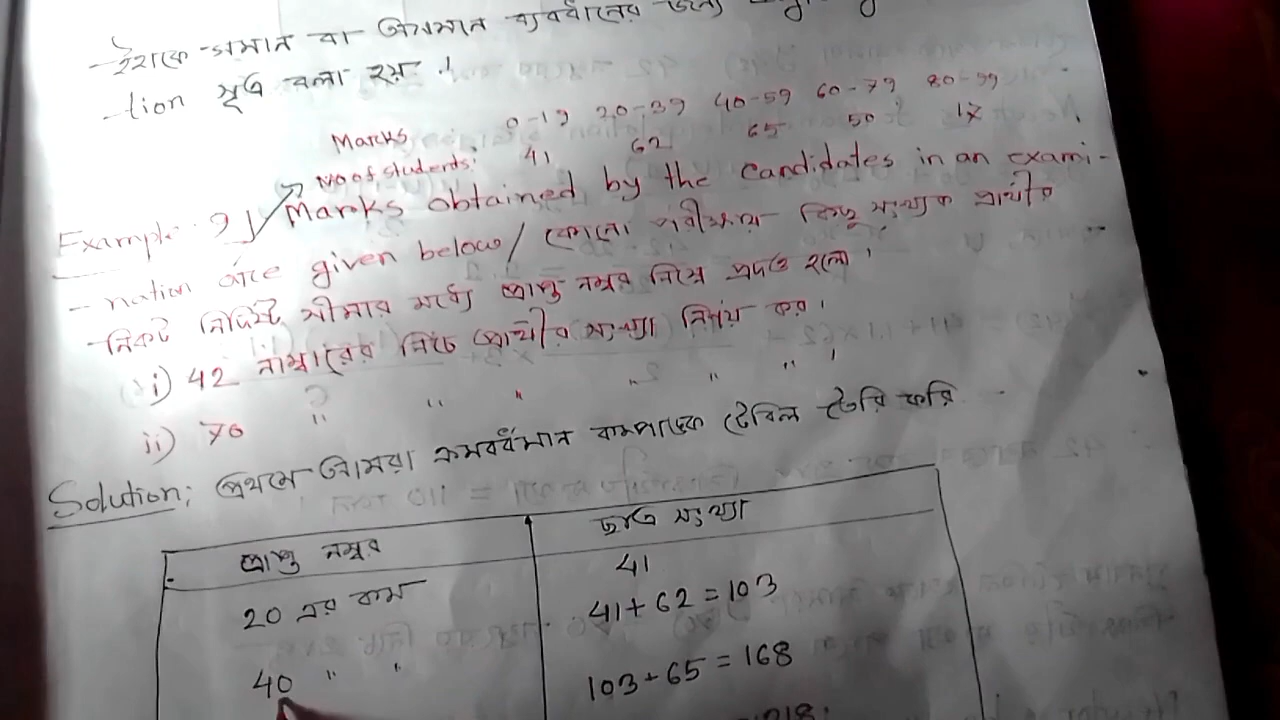 - ইহাকে সমান বা অসমান ব্যবধানের জন্য
- tion সূত্র বলা হয়।
Marks 0-19 20-39 40-59 60-79 80-99
No of students: 41 62 65 50 17
Example: 2] Marks obtained by the candidates in an exami-
- nation are given below/ কোনো পরীক্ষায় কিছু সংখ্যক প্রার্থীর
নিকট নির্দিষ্ট সীমার মধ্যে প্রাপ্ত নম্বর নিম্নে প্রদত্ত হলো।
i) 42 নাম্বারের নিচে প্রার্থীর সংখ্যা নির্ণয় কর।
ii) 70 " " " " " " ।
Solution: প্রথমে আমরা ক্রমবর্ধমান টেবিল তৈরি করি
প্রাপ্ত নম্বর ছাত্র সংখ্যা
20 এর কম 41
40 " " 41+62=103
103+65=168
218